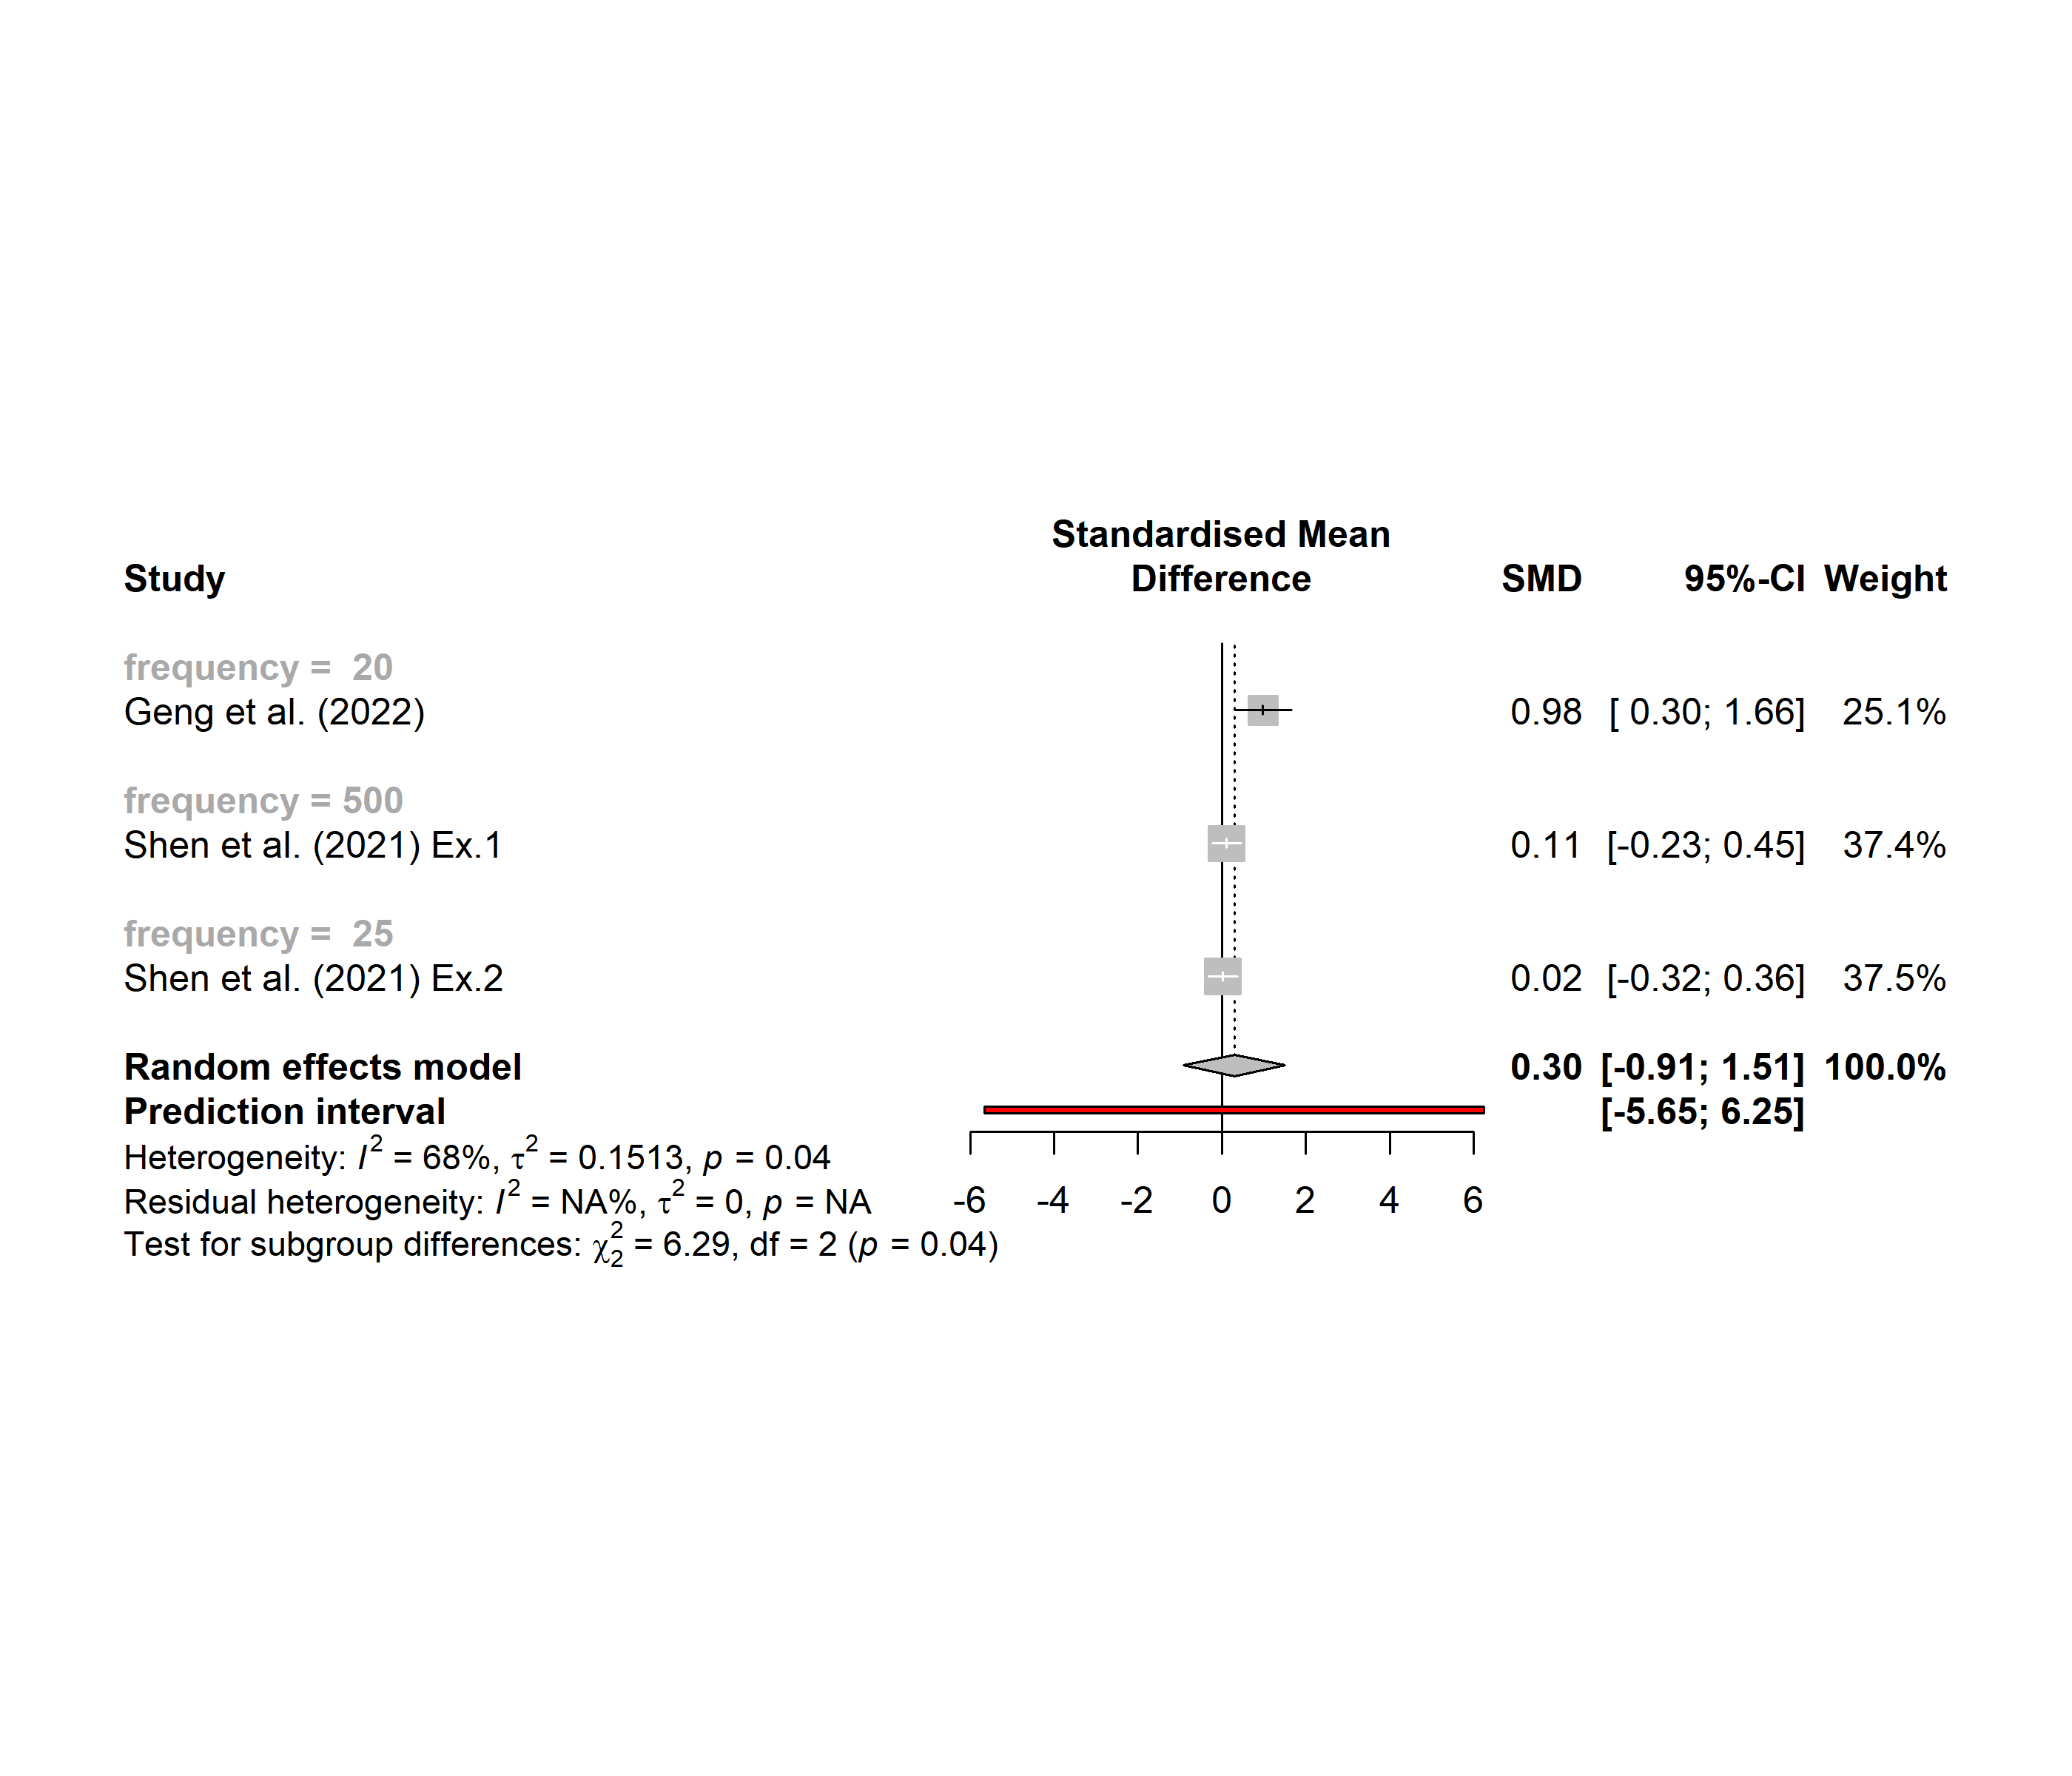 Standardised Mean
Study Difference SMD 95%-CI Weight
frequency = 20
Geng et al. (2022) 0.98 [ 0.30; 1.66] 25.1%
frequency = 500
Shen et al. (2021) Ex.1 0.11 [-0.23; 0.45] 37.4%
frequency = 25
Shen et al. (2021) Ex.2 0.02 [-0.32; 0.36] 37.5%
Random effects model 0.30 [-0.91; 1.51] 100.0%
Prediction interval [-5.65; 6.25]
Heterogeneity: I² = 68%, τ² = 0.1513, p = 0.04
Residual heterogeneity: I² = NA%, τ² = 0, p = NA
-6 -4 -2 0 2 4 6
Test for subgroup differences: χ²₂ = 6.29, df = 2 (p = 0.04)